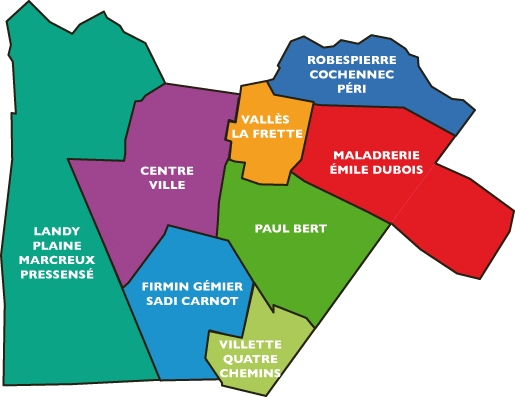 ROBESPIERRE
COCHENNEC
PÉRI
VALLÈS
LA FRETTE
MALADRERIE
ÉMILE DUBOIS
CENTRE
VILLE
PAUL BERT
LANDY
PLAINE
MARCREUX
PRESSENSÉ
FIRMIN GÉMIER
SADI CARNOT
VILLETTE
QUATRE
CHEMINS